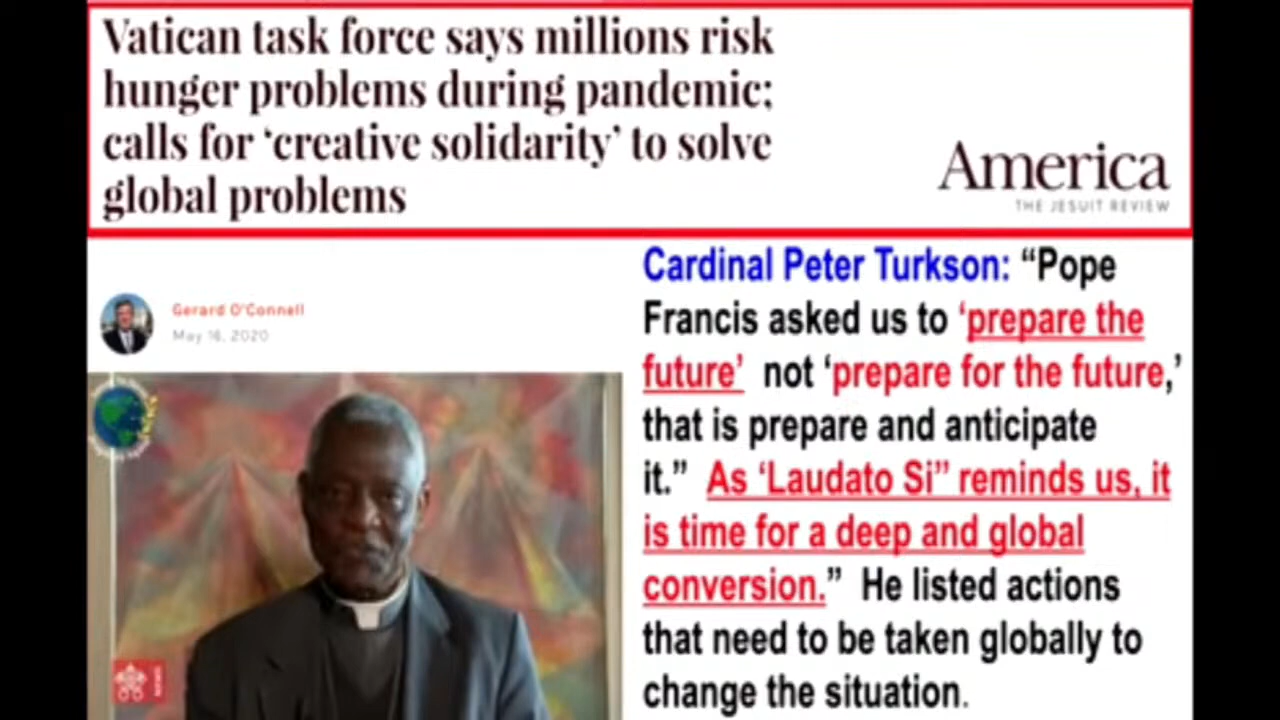 Vatican task force says millions risk
hunger problems during pandemic;
calls for ‘creative solidarity’ to solve
global problems
America
THE JESUIT REVIEW
Gerard O'Connell
May 16, 2020
Cardinal Peter Turkson: “Pope
Francis asked us to ‘prepare the
future’ not ‘prepare for the future,’
that is prepare and anticipate
it.” As ‘Laudato Si” reminds us, it
is time for a deep and global
conversion.” He listed actions
that need to be taken globally to
change the situation.